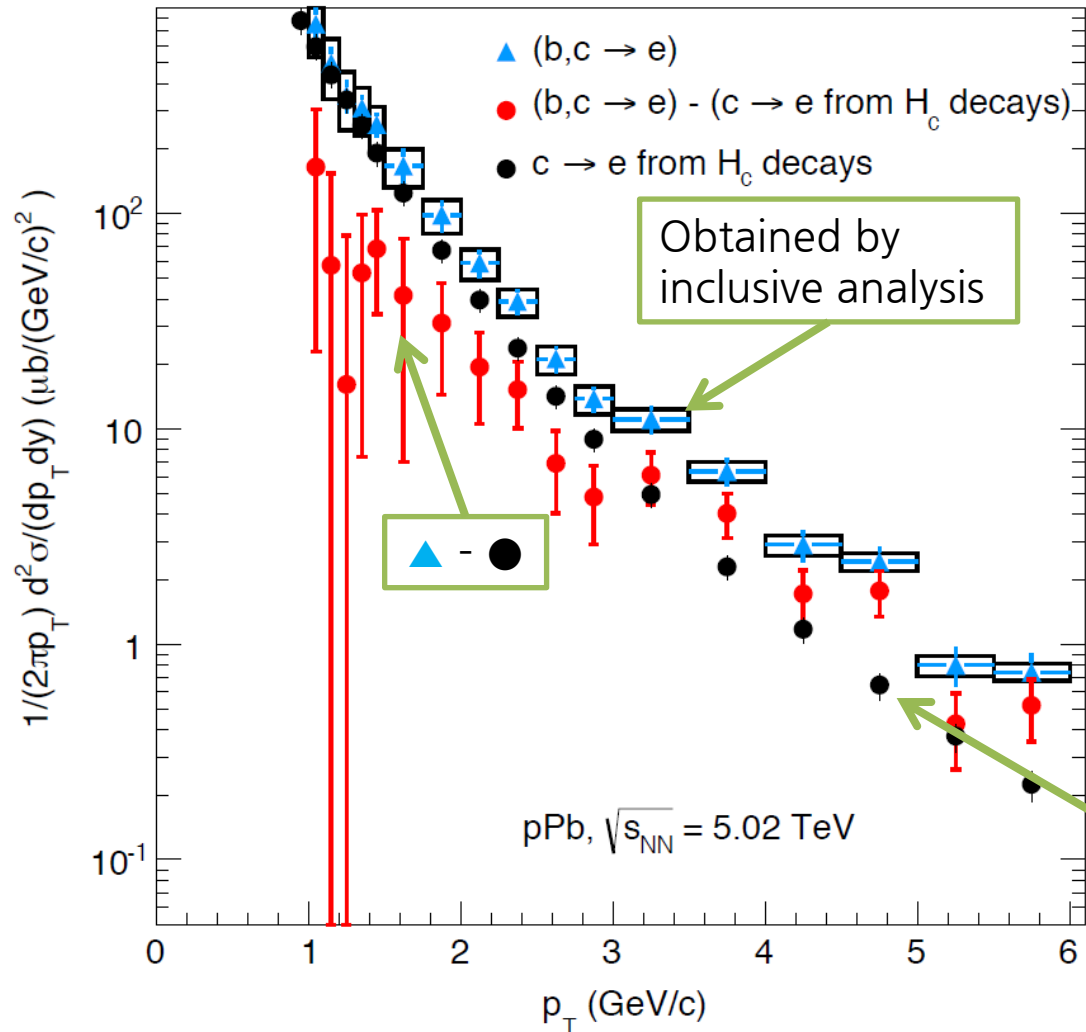 (b,c → e)
(b,c → e) - (c → e from H_c decays)
c → e from H_c decays
Obtained by
inclusive analysis
-
pPb, √s_NN = 5.02 TeV
1/(2πp_T) d²σ/(dp_T dy) (μb/(GeV/c)²)
10²
10
1
10⁻¹
0 1 2 3 4 5 6
p_T (GeV/c)